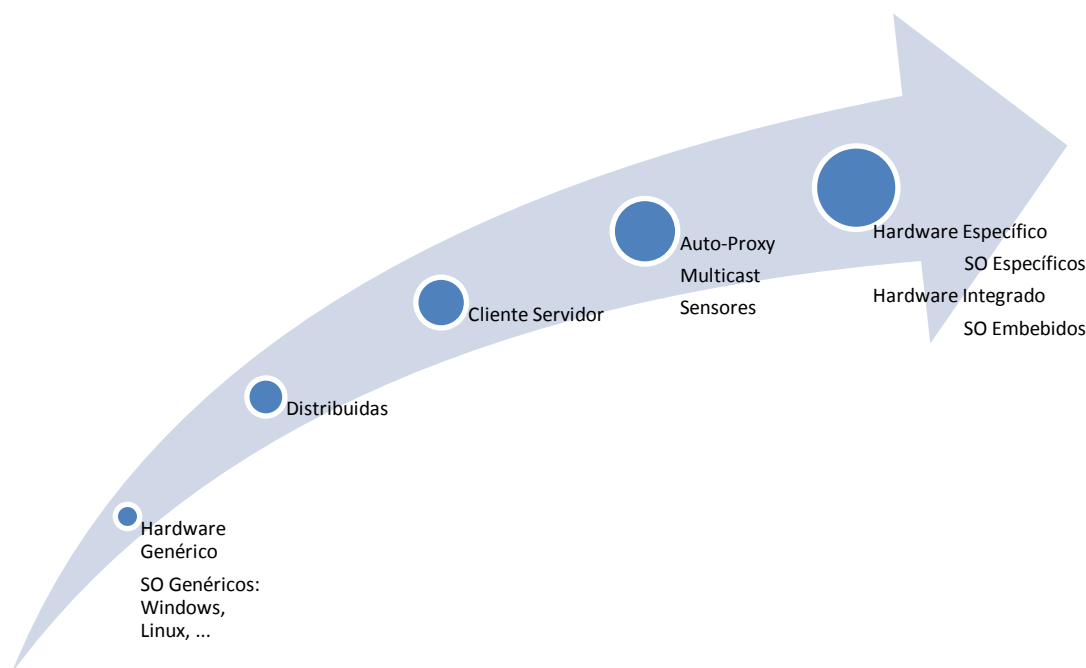 Hardware
Genérico
SO Genéricos:
Windows,
Linux, ...
Distribuidas
Cliente Servidor
Auto-Proxy
Multicast
Sensores
Hardware Específico
SO Específicos
Hardware Integrado
SO Embebidos